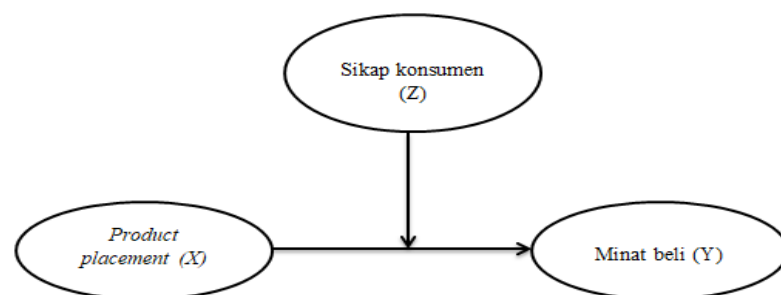 Sikap konsumen
(Z)
Product
placement (X)
Minat beli (Y)